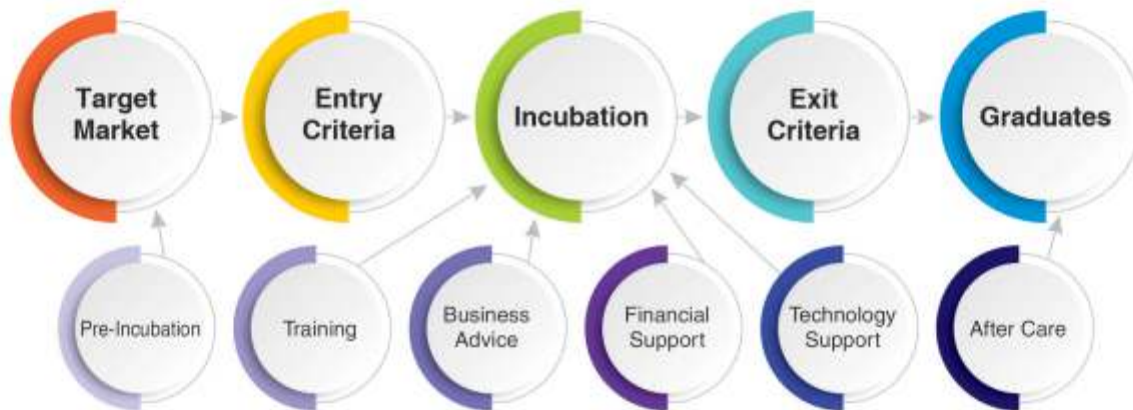 Target
Market
Entry
Criteria
Incubation
Exit
Criteria
Graduates
Pre-Incubation
Training
Business
Advice
Financial
Support
Technology
Support
After Care